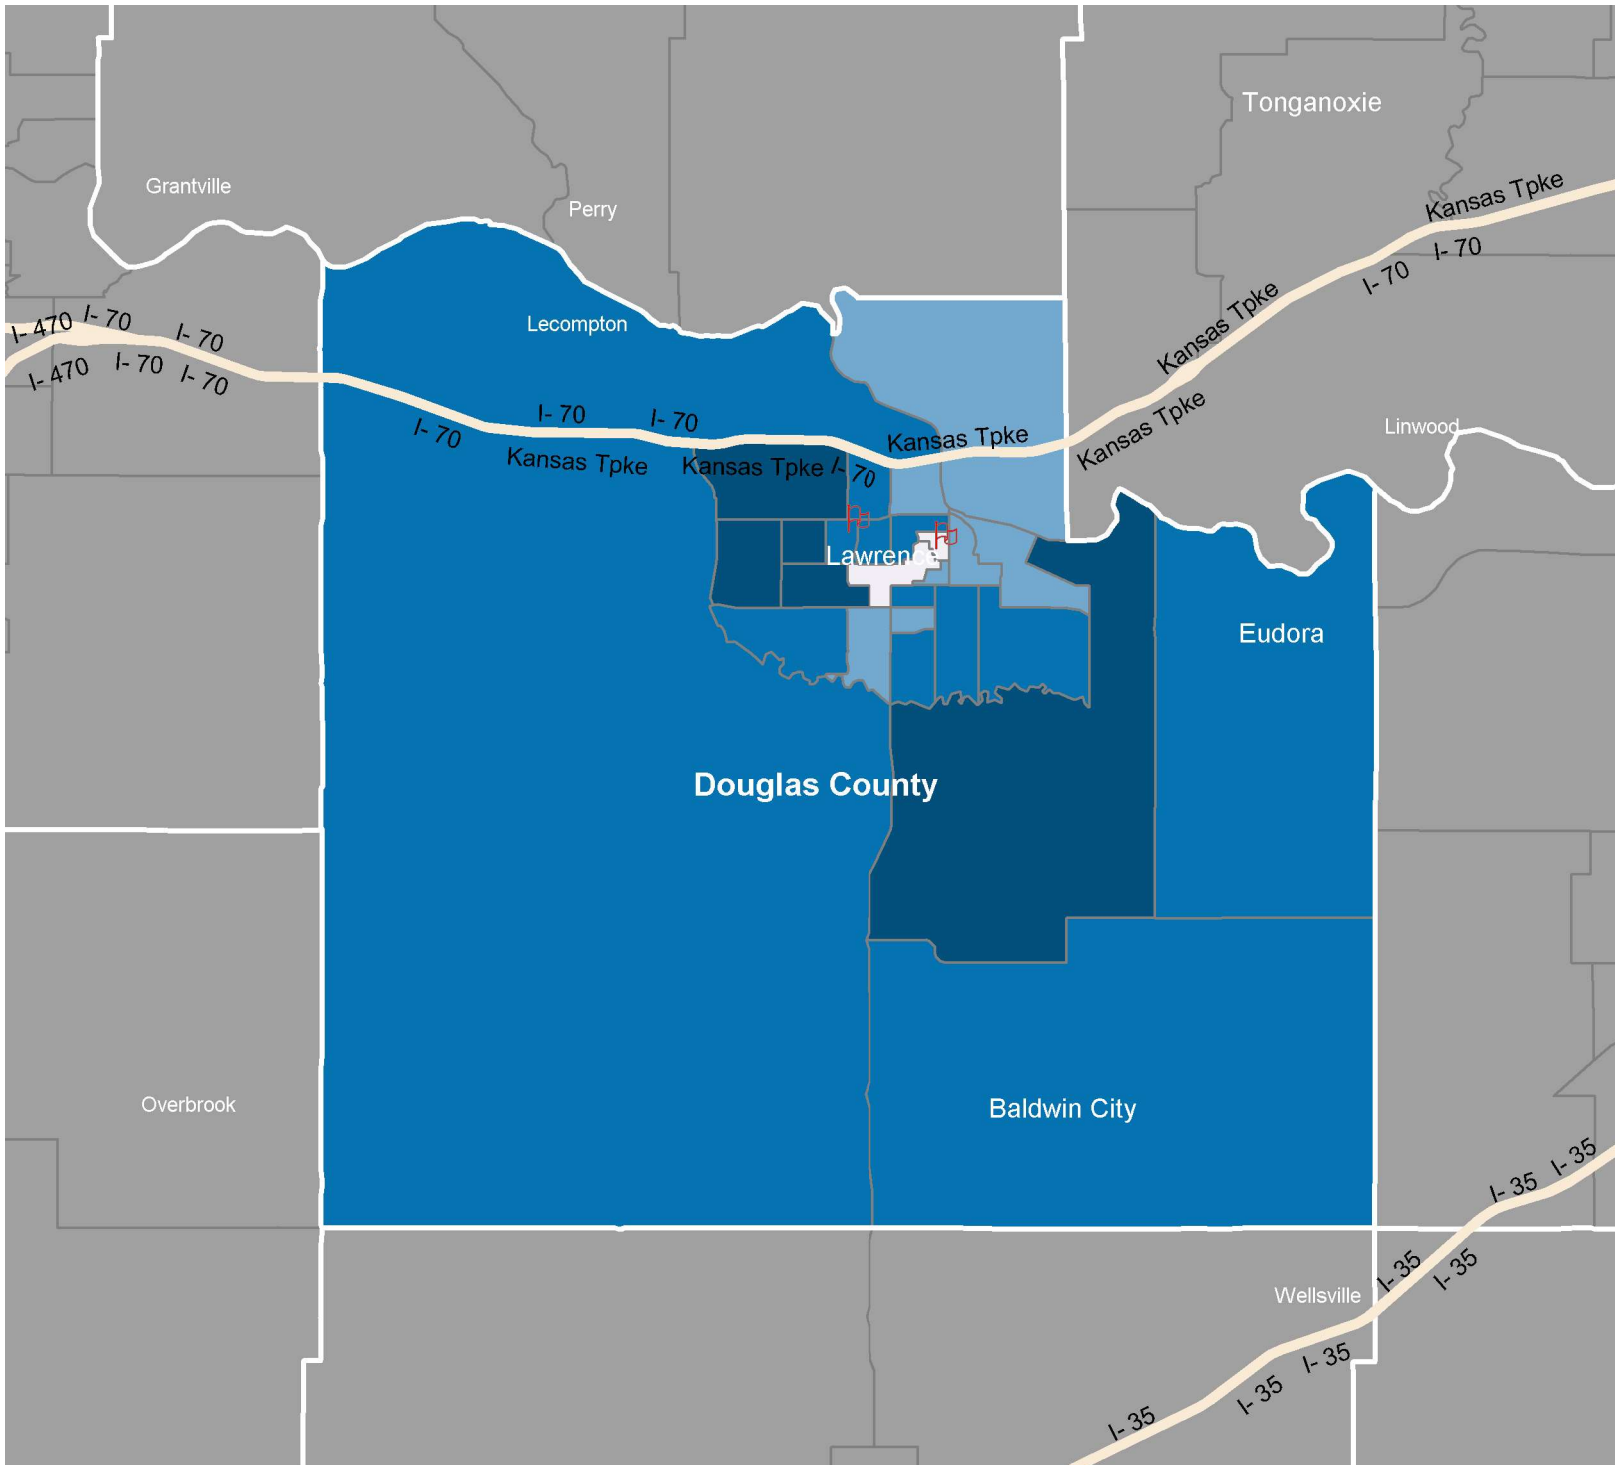 Tonganoxie
Grantville
Kansas Tpke
Perry
I- 70
I- 70
Kansas Tpke
I- 470
I- 70
I- 70
Lecompton
I- 470
I- 70
I- 70
Kansas Tpke
I- 70
I- 70
I- 70
Kansas Tpke
Linwood
Kansas Tpke
Kansas Tpke
I- 70
Kansas Tpke
Lawrence
Eudora
Douglas County
Overbrook
Baldwin City
I- 35
I- 35
I- 35
I- 35
Wellsville
I- 35
I- 35
I- 35